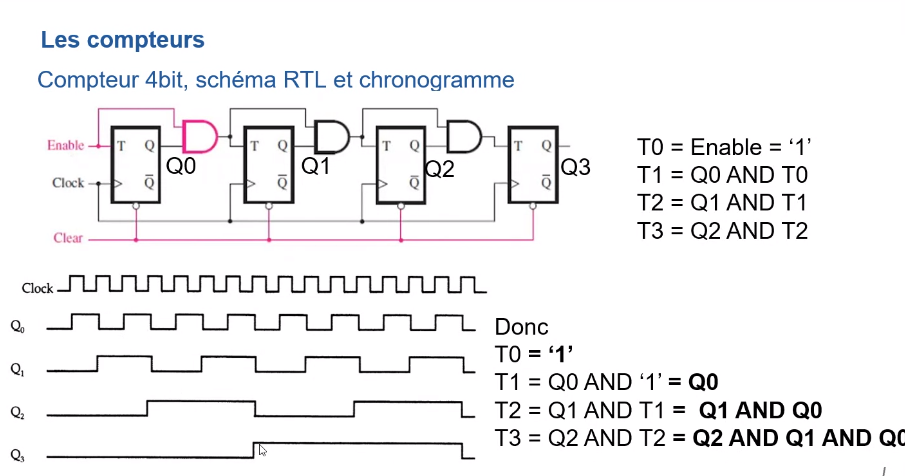 Les compteurs
Compteur 4bit, schéma RTL et chronogramme
Enable
T Q
Q0
T Q
Q1
T Q
Q2
T Q
Q3
Clock
Q̅
Q̅
Q̅
Q̅
Clear
T0 = Enable = ‘1’
T1 = Q0 AND T0
T2 = Q1 AND T1
T3 = Q2 AND T2
Clock
Q₀
Q₁
Q₂
Q₃
Donc
T0 = ‘1’
T1 = Q0 AND ‘1’ = Q0
T2 = Q1 AND T1 = Q1 AND Q0
T3 = Q2 AND T2 = Q2 AND Q1 AND Q0